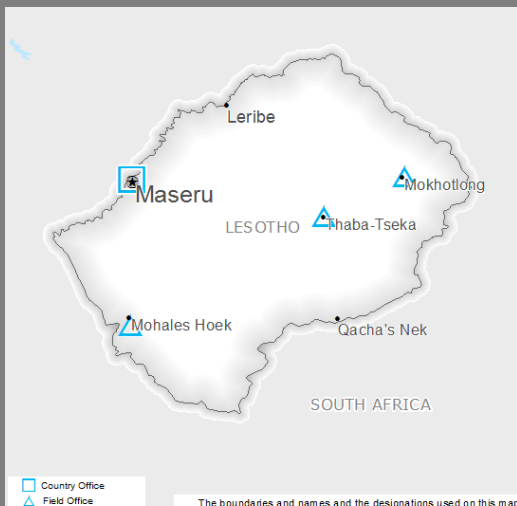 Leribe
Maseru
Mokhotlong
LESOTHO
Thaba-Tseka
Mohales Hoek
Qacha's Nek
SOUTH AFRICA
Country Office
Field Office
The boundaries and names and the designations used on this map